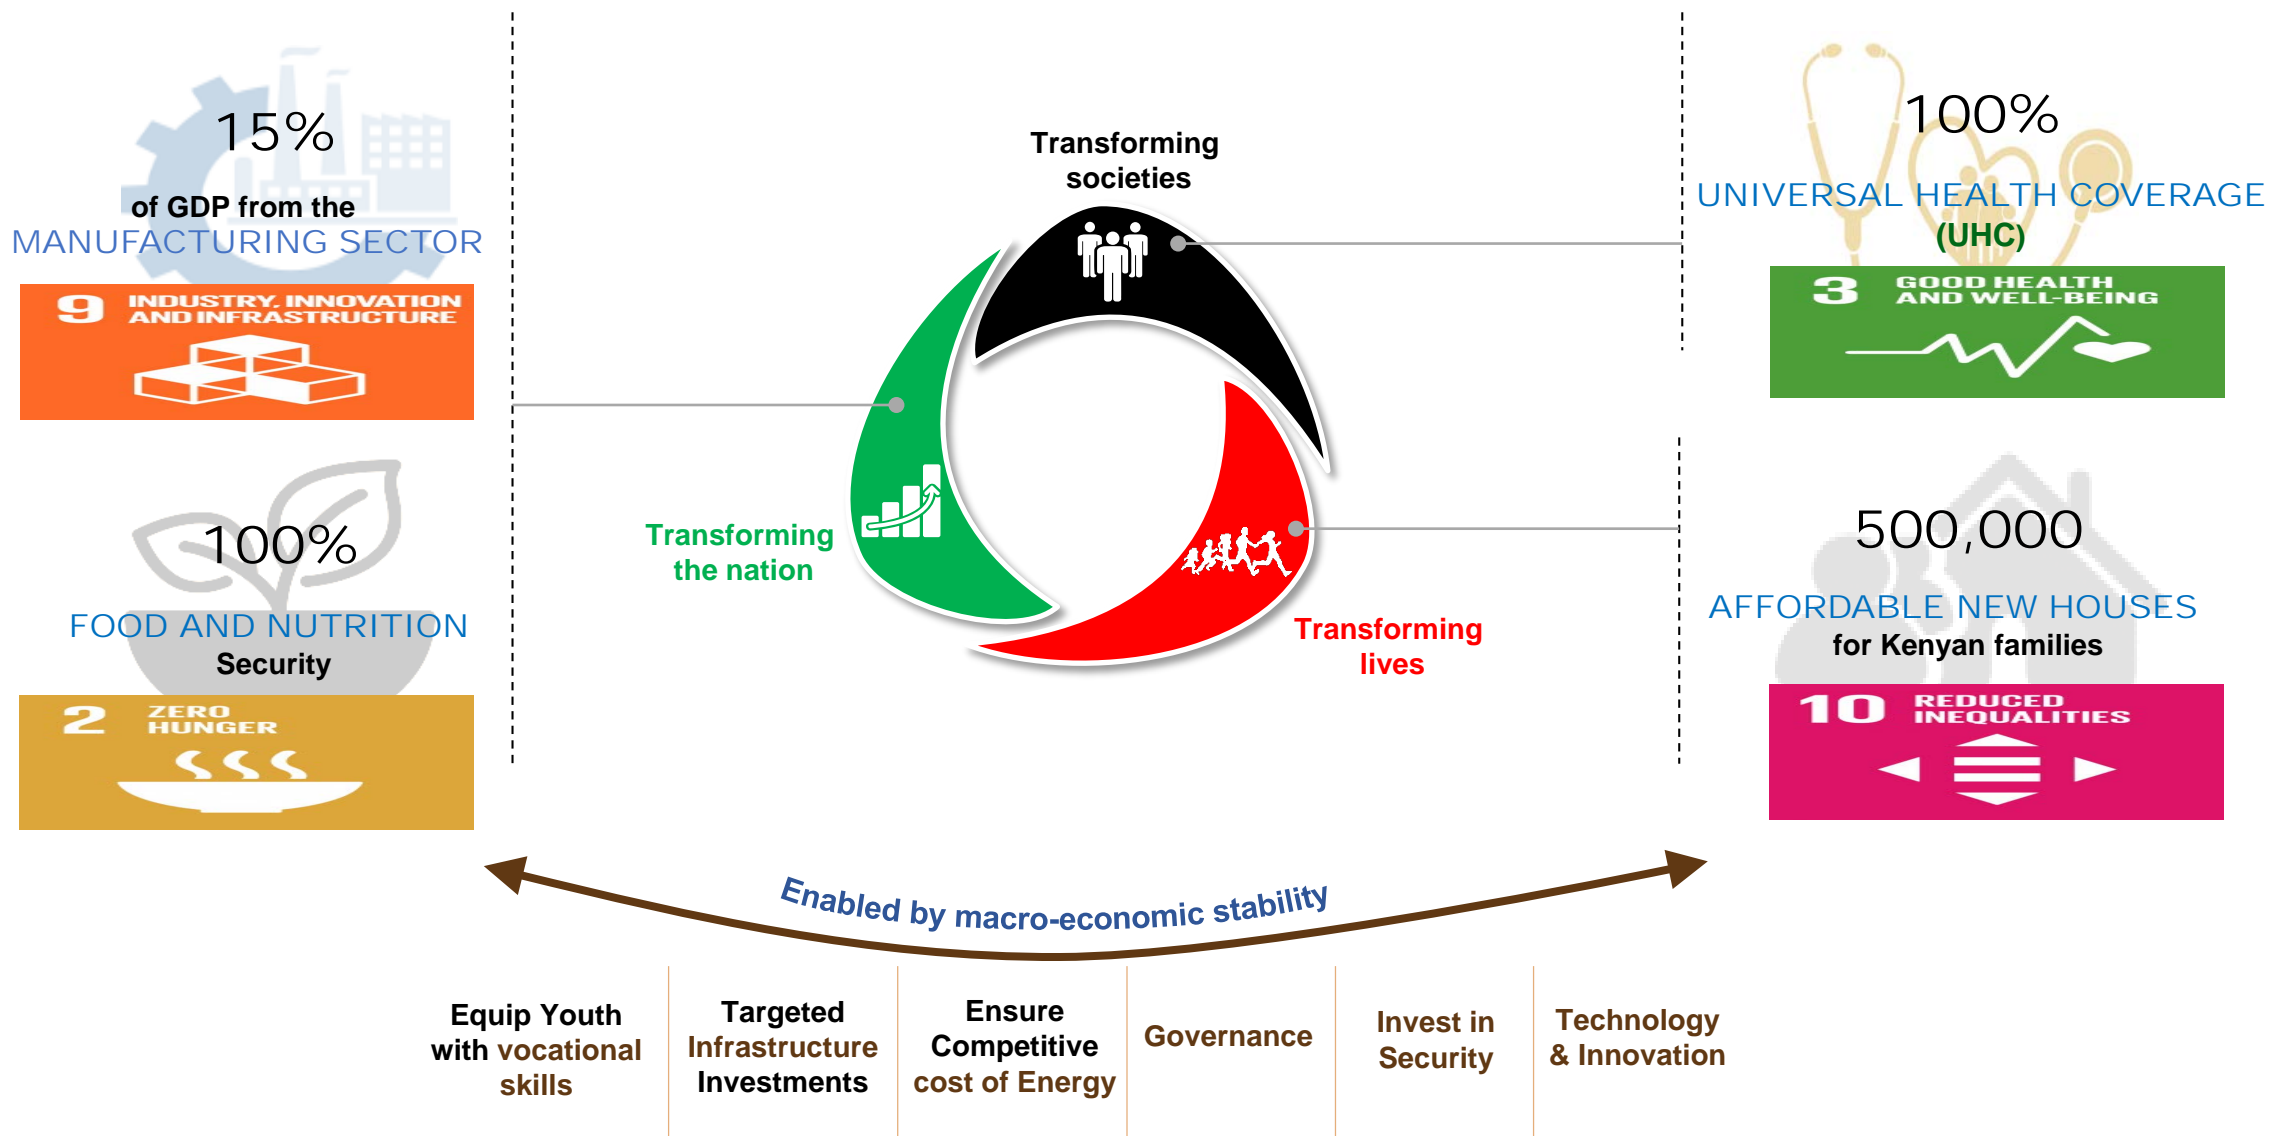 15%
of GDP from the
MANUFACTURING SECTOR
9 INDUSTRY, INNOVATION
AND INFRASTRUCTURE
100%
FOOD AND NUTRITION
Security
2 ZERO
HUNGER
Transforming
societies
Transforming
the nation
Transforming
lives
100%
UNIVERSAL HEALTH COVERAGE
(UHC)
3 GOOD HEALTH
AND WELL-BEING
500,000
AFFORDABLE NEW HOUSES
for Kenyan families
10 REDUCED
INEQUALITIES
Enabled by macro-economic stability
Equip Youth
with vocational
skills
Targeted
Infrastructure
Investments
Ensure
Competitive
cost of Energy
Governance
Invest in
Security
Technology
& Innovation